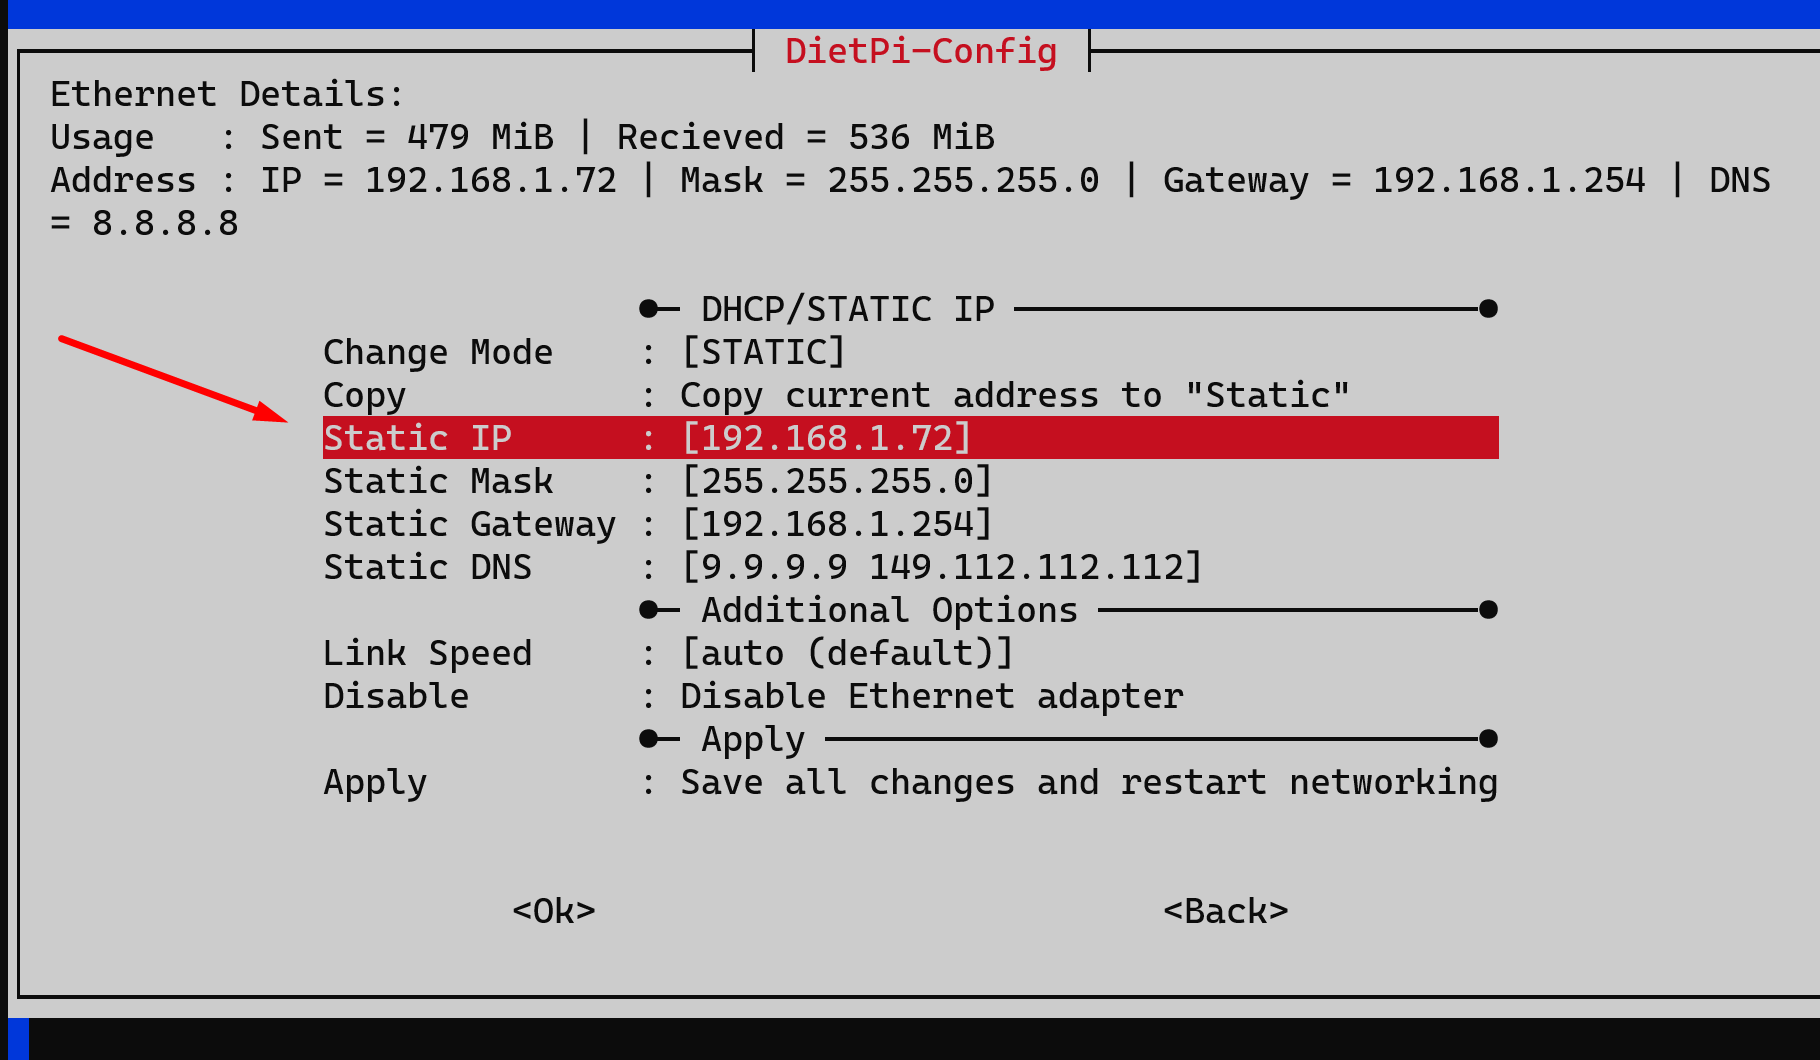 DietPi-Config
Ethernet Details:
Usage   : Sent = 479 MiB | Recieved = 536 MiB
Address : IP = 192.168.1.72 | Mask = 255.255.255.0 | Gateway = 192.168.1.254 | DNS
= 8.8.8.8
DHCP/STATIC IP
Change Mode    : [STATIC]
Copy           : Copy current address to "Static"
Static IP      : [192.168.1.72]
Static Mask    : [255.255.255.0]
Static Gateway : [192.168.1.254]
Static DNS     : [9.9.9.9 149.112.112.112]
Additional Options
Link Speed     : [auto (default)]
Disable        : Disable Ethernet adapter
Apply
Apply          : Save all changes and restart networking
<Ok>                           <Back>